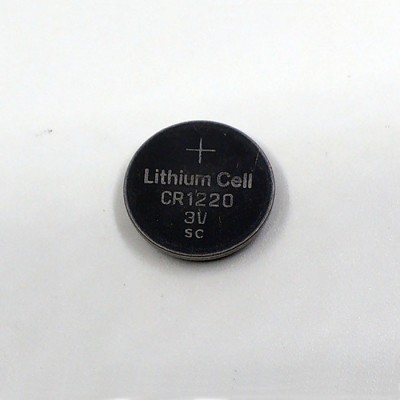 +
Lithium Cell
CR1220
3V
SC